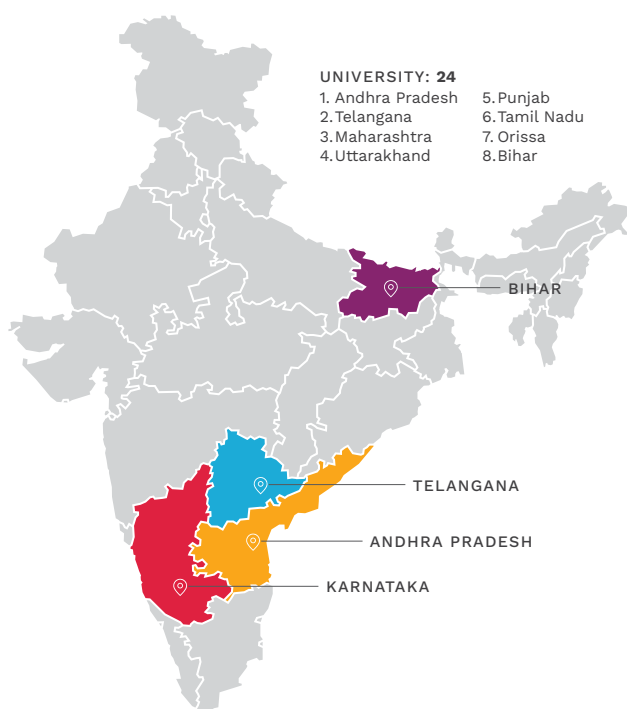 UNIVERSITY: 24
1. Andhra Pradesh
2.Telangana
3.Maharashtra
4.Uttarakhand
5.Punjab
6.Tamil Nadu
7. Orissa
8.Bihar
BIHAR
TELANGANA
ANDHRA PRADESH
KARNATAKA